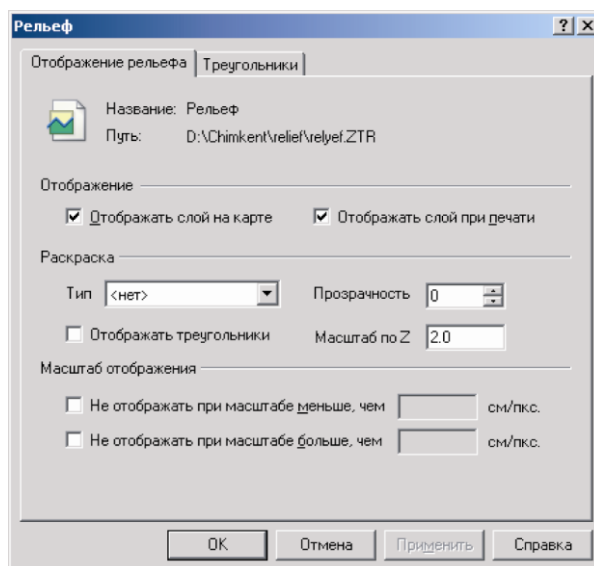 Рельеф
Отображение рельефа Треугольники
Название: Рельеф
Путь: D:\Chimkent\relief\relyef.ZTR
Отображение
Отображать слой на карте Отображать слой при печати
Раскраска
Тип <нет> Прозрачность 0
Отображать треугольники Масштаб по Z 2.0
Масштаб отображения
Не отображать при масштабе меньше, чем см/пкс.
Не отображать при масштабе больше, чем см/пкс.
OK Отмена Применить Справка